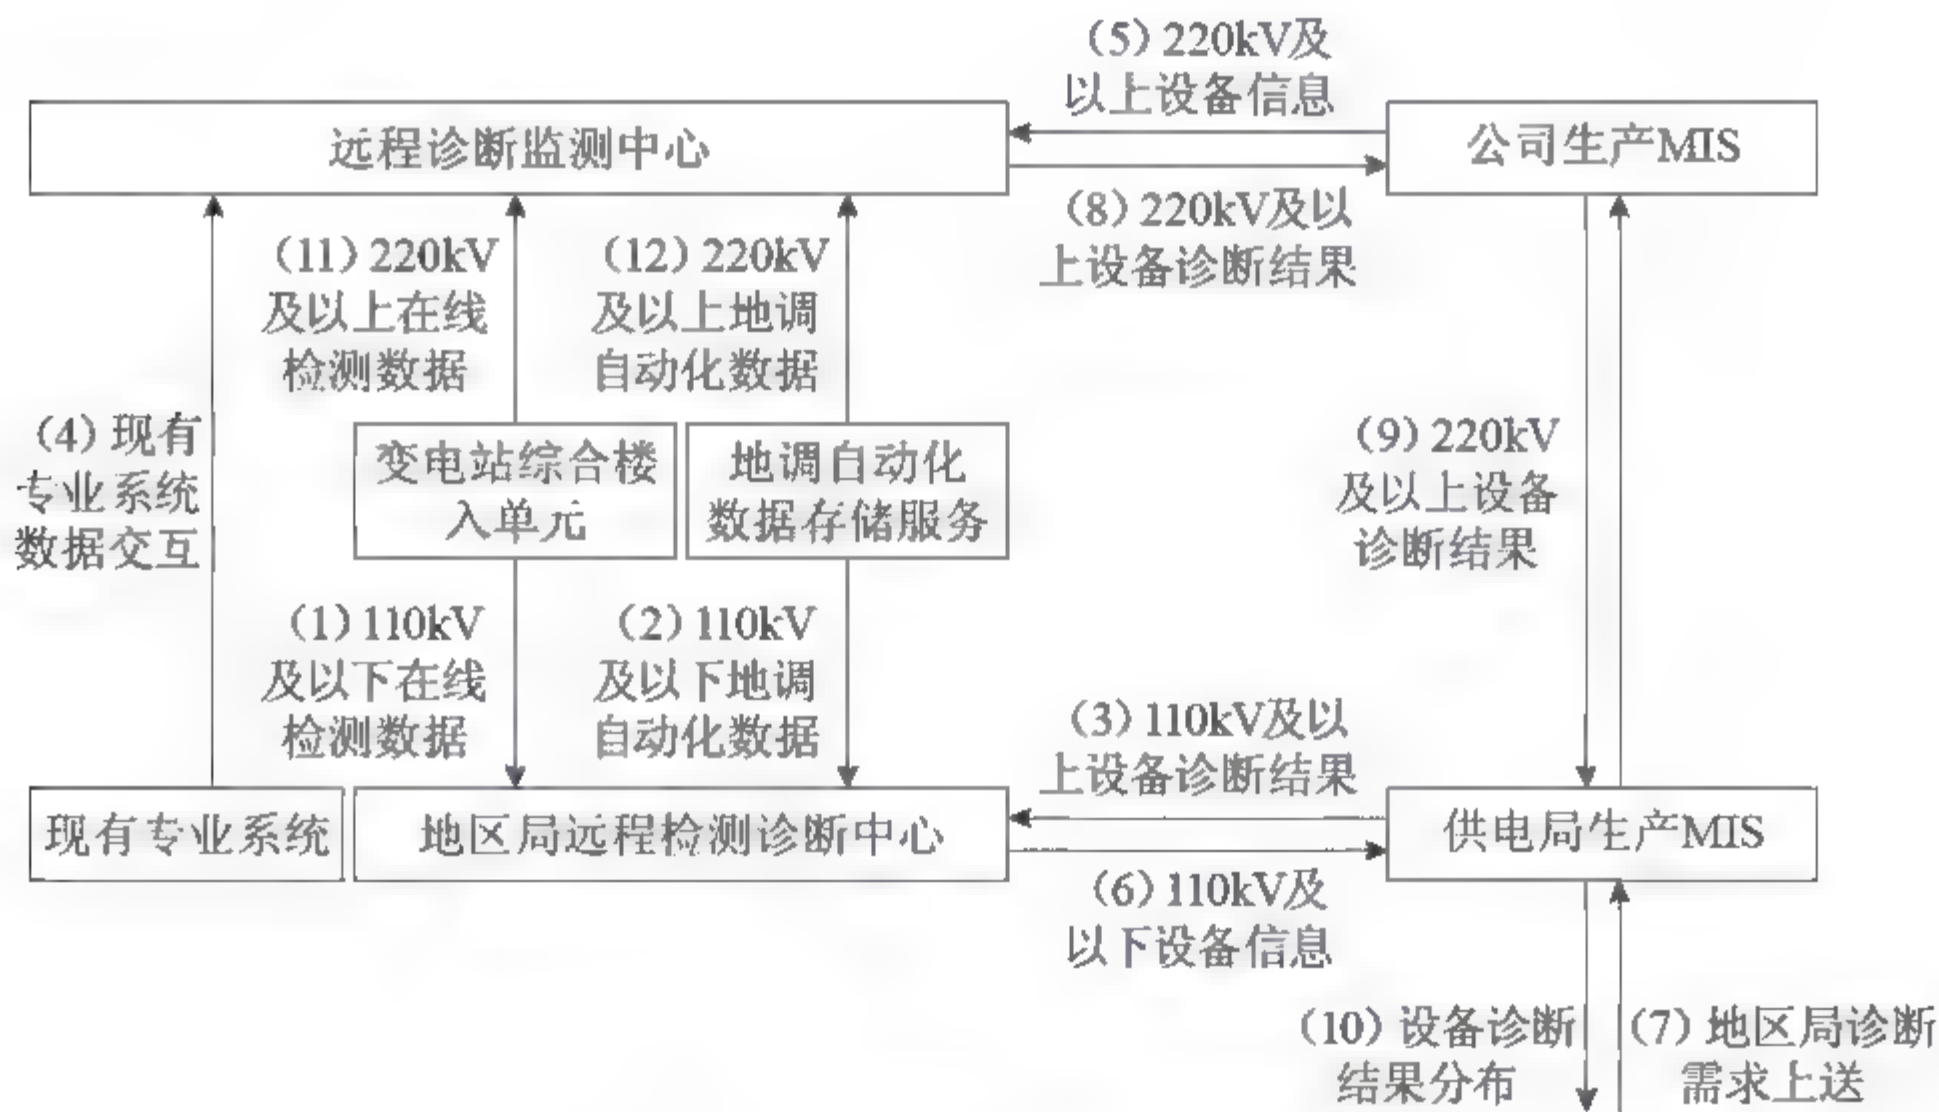 (5) 220kV及
以上设备信息
远程诊断监测中心
公司生产MIS
(8) 220kV及以
上设备诊断结果
(11) 220kV
及以上在线
检测数据
(12) 220kV
及以上地调
自动化数据
(4) 现有
专业系统
数据交互
变电站综合楼
入单元
地调自动化
数据存储服务
(9) 220kV
及以上设备
诊断结果
(1) 110kV
及以下在线
检测数据
(2) 110kV
及以下地调
自动化数据
(3) 110kV及以
上设备诊断结果
现有专业系统
地区局远程检测诊断中心
供电局生产MIS
(6) 110kV及
以下设备信息
(10) 设备诊断
结果分布
(7) 地区局诊断
需求上送